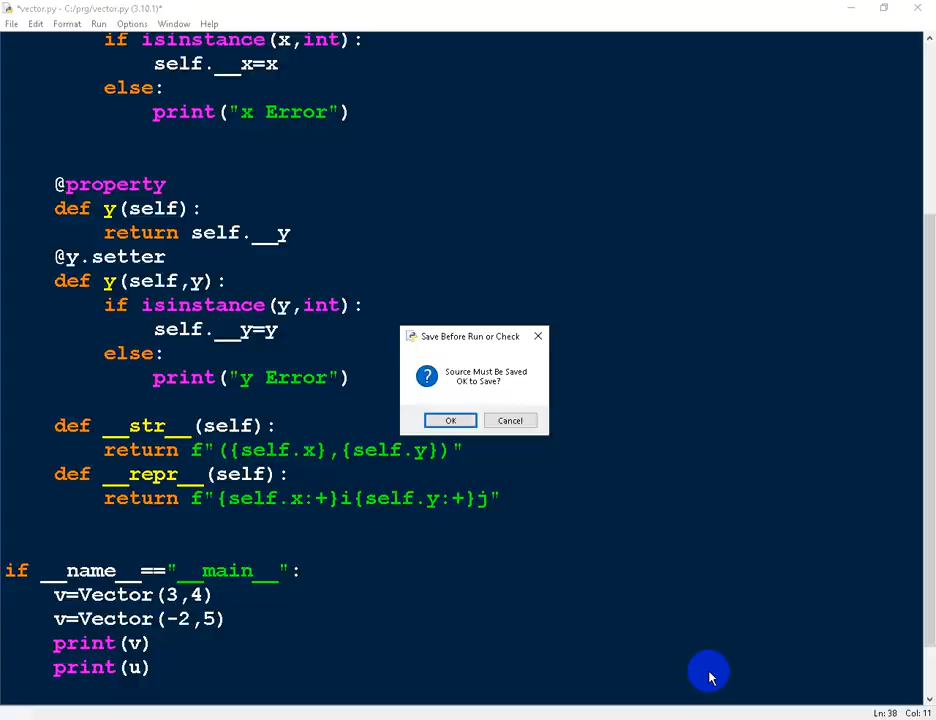 *vector.py - C:/prg/vector.py (3.10.1)*
File Edit Format Run Options Window Help
if isinstance(x,int):
self.__x=x
else:
print("x Error")
@property
def y(self):
return self.__y
@y.setter
def y(self,y):
if isinstance(y,int):
self.__y=y
else:
print("y Error")
def __str__(self):
return f"({self.x},{self.y})"
def __repr__(self):
return f"{self.x:+}i{self.y:+}j"
if __name__=="__main__":
v=Vector(3,4)
v=Vector(-2,5)
print(v)
print(u)
Save Before Run or Check
Source Must Be Saved
OK to Save?
OK Cancel
Ln: 38 Col: 11